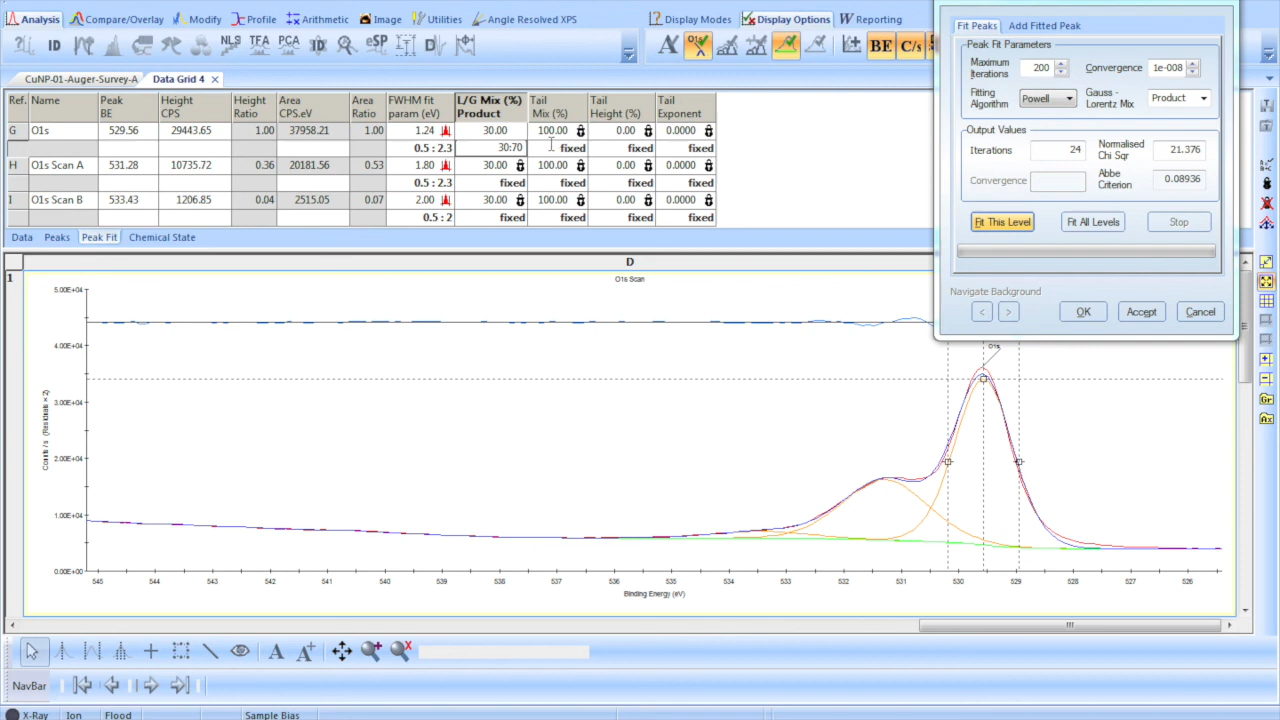 Analysis Compare/Overlay Modify Profile Arithmetic Image Utilities Angle Resolved XPS Display Modes Display Options Reporting
ID NLS TFA PCA 3D eSP D A O1s BE C/s
CuNP-01-Auger-Survey-A Data Grid 4
Ref. Name Peak BE Height CPS Height Ratio Area CPS.eV Area Ratio FWHM fit param (eV) L/G Mix (%) Product Tail Mix (%) Tail Height (%) Tail Exponent
G O1s 529.56 29443.65 1.00 37958.21 1.00 1.24 30.00 100.00 0.00 0.0000
0.5 : 2.3 30:70 fixed fixed fixed
H O1s Scan A 531.28 10735.72 0.36 20181.56 0.53 1.80 30.00 100.00 0.00 0.0000
0.5 : 2.3 fixed fixed fixed fixed
I O1s Scan B 533.43 1206.85 0.04 2515.05 0.07 2.00 30.00 100.00 0.00 0.0000
0.5 : 2 fixed fixed fixed fixed
Data Peaks Peak Fit Chemical State
Fit Peaks Add Fitted Peak
Peak Fit Parameters
Maximum Iterations 200 Convergence 1e-008
Fitting Algorithm Powell Gauss - Lorentz Mix Product
Output Values
Iterations 24 Normalised Chi Sqr 21.376
Convergence Abbe Criterion 0.08936
Fit This Level Fit All Levels Stop
Navigate Background
< > OK Accept Cancel
D
1
O1s Scan
5.00E+04
4.00E+04
3.00E+04
2.00E+04
1.00E+04
0.00E+00
Counts / s (Residuals × 2)
O1s
545 544 543 542 541 540 539 538 537 536 535 534 533 532 531 530 529 528 527 526
Binding Energy (eV)
Gr
Ax
A A+
NavBar
X-Ray Ion Flood Sample Bias